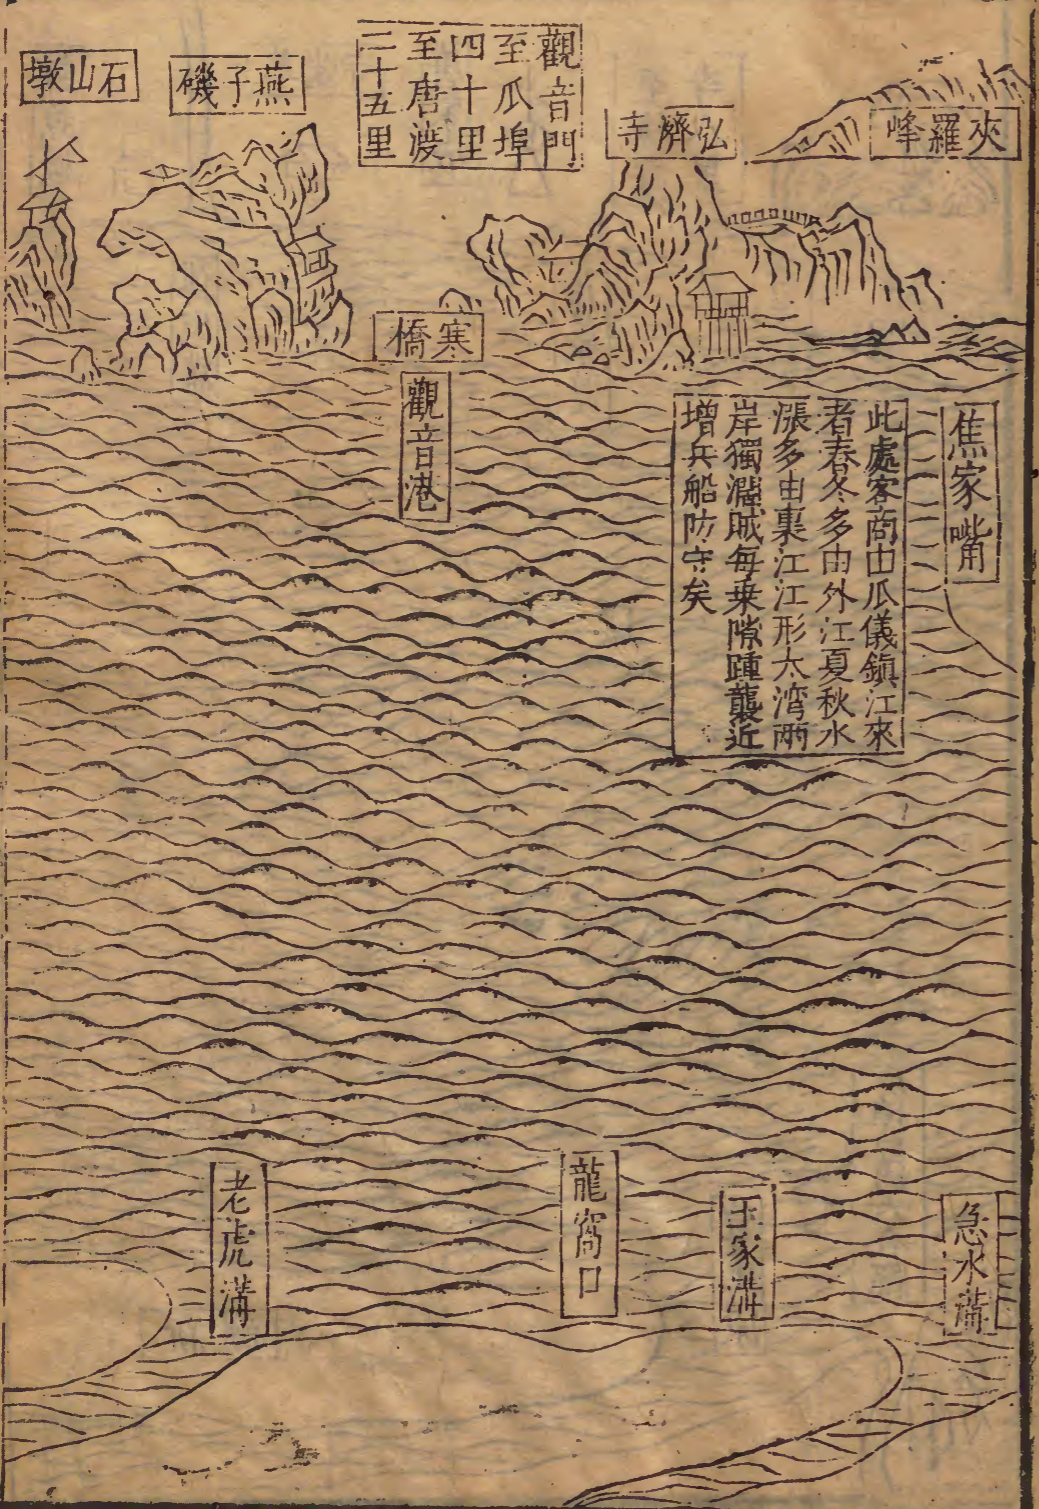 夾羅峰
弘濟寺
觀音門
至瓜埠
四十里
至唐渡
二十五里
燕子磯
石山墩
寒橋
觀音港
焦家嘴
此處客商由瓜儀鎮江來
者春冬多由外江夏秋水
漲多由裏江江形大灣兩
岸獨濶賊每乗隙踵襲近
增兵船防守矣
急水溝
王家溝
龍窩口
老虎溝